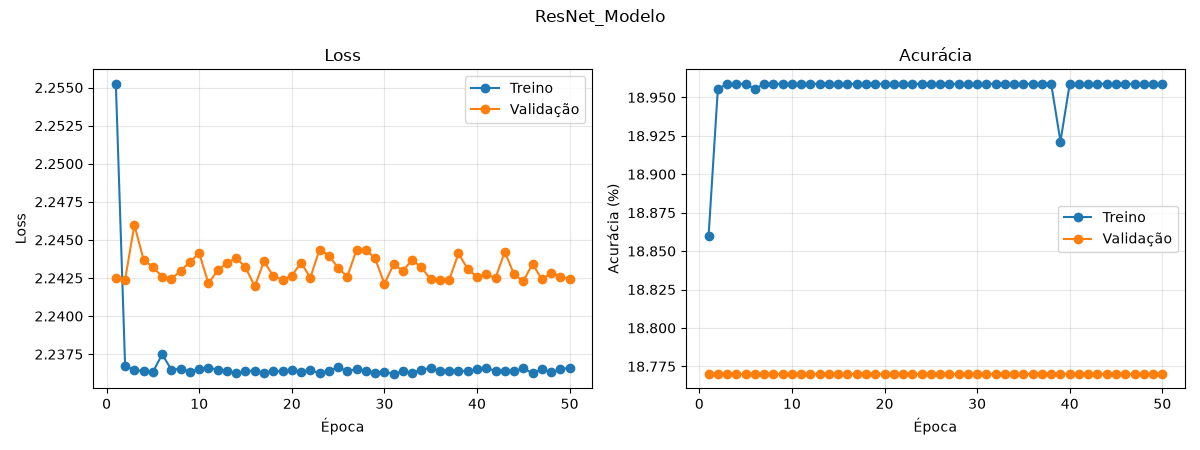 ResNet_Modelo
Loss
2.2550
2.2525
2.2500
2.2475
2.2450
2.2425
2.2400
2.2375
Loss
Treino
Validação
0 10 20 30 40 50
Época
Acurácia
18.950
18.925
18.900
18.875
18.850
18.825
18.800
18.775
Acurácia (%)
Treino
Validação
0 10 20 30 40 50
Época